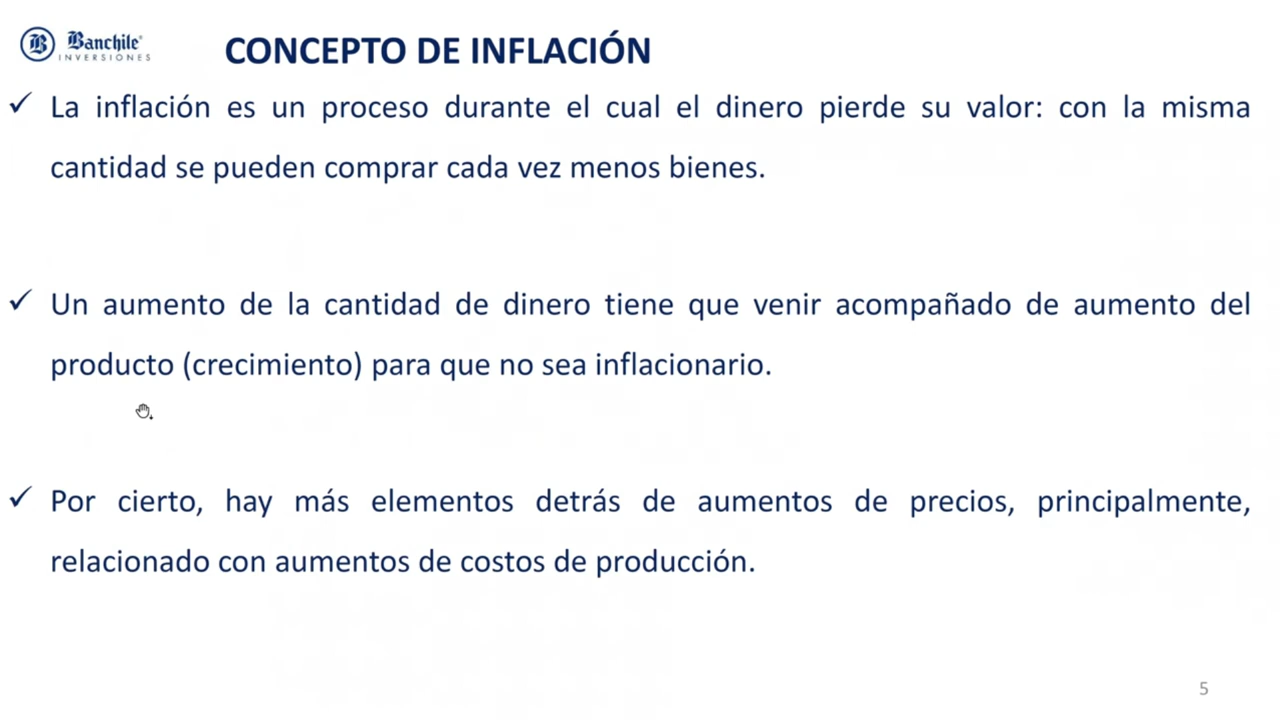 Banchile
INVERSIONES
CONCEPTO DE INFLACIÓN
✓ La inflación es un proceso durante el cual el dinero pierde su valor: con la misma
cantidad se pueden comprar cada vez menos bienes.
✓ Un aumento de la cantidad de dinero tiene que venir acompañado de aumento del
producto (crecimiento) para que no sea inflacionario.
✓ Por cierto, hay más elementos detrás de aumentos de precios, principalmente,
relacionado con aumentos de costos de producción.
5